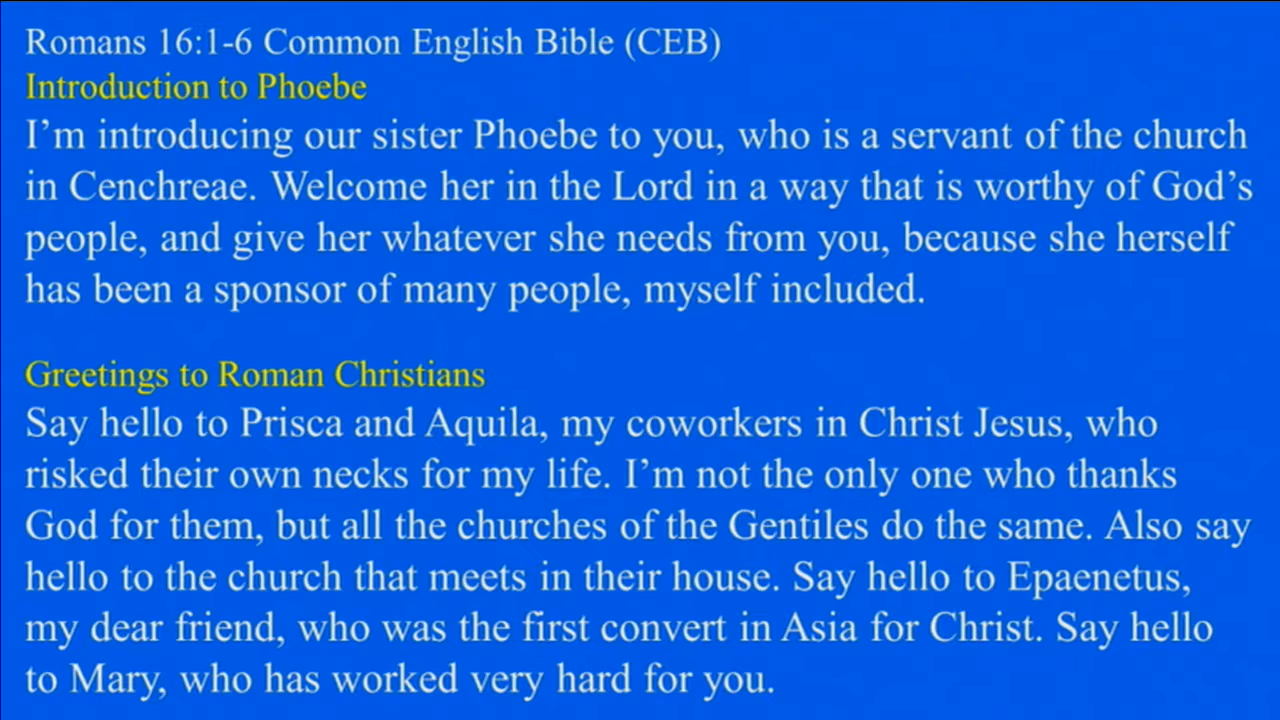 Romans 16:1-6 Common English Bible (CEB)
Introduction to Phoebe
I’m introducing our sister Phoebe to you, who is a servant of the church
in Cenchreae. Welcome her in the Lord in a way that is worthy of God’s
people, and give her whatever she needs from you, because she herself
has been a sponsor of many people, myself included.
Greetings to Roman Christians
Say hello to Prisca and Aquila, my coworkers in Christ Jesus, who
risked their own necks for my life. I’m not the only one who thanks
God for them, but all the churches of the Gentiles do the same. Also say
hello to the church that meets in their house. Say hello to Epaenetus,
my dear friend, who was the first convert in Asia for Christ. Say hello
to Mary, who has worked very hard for you.